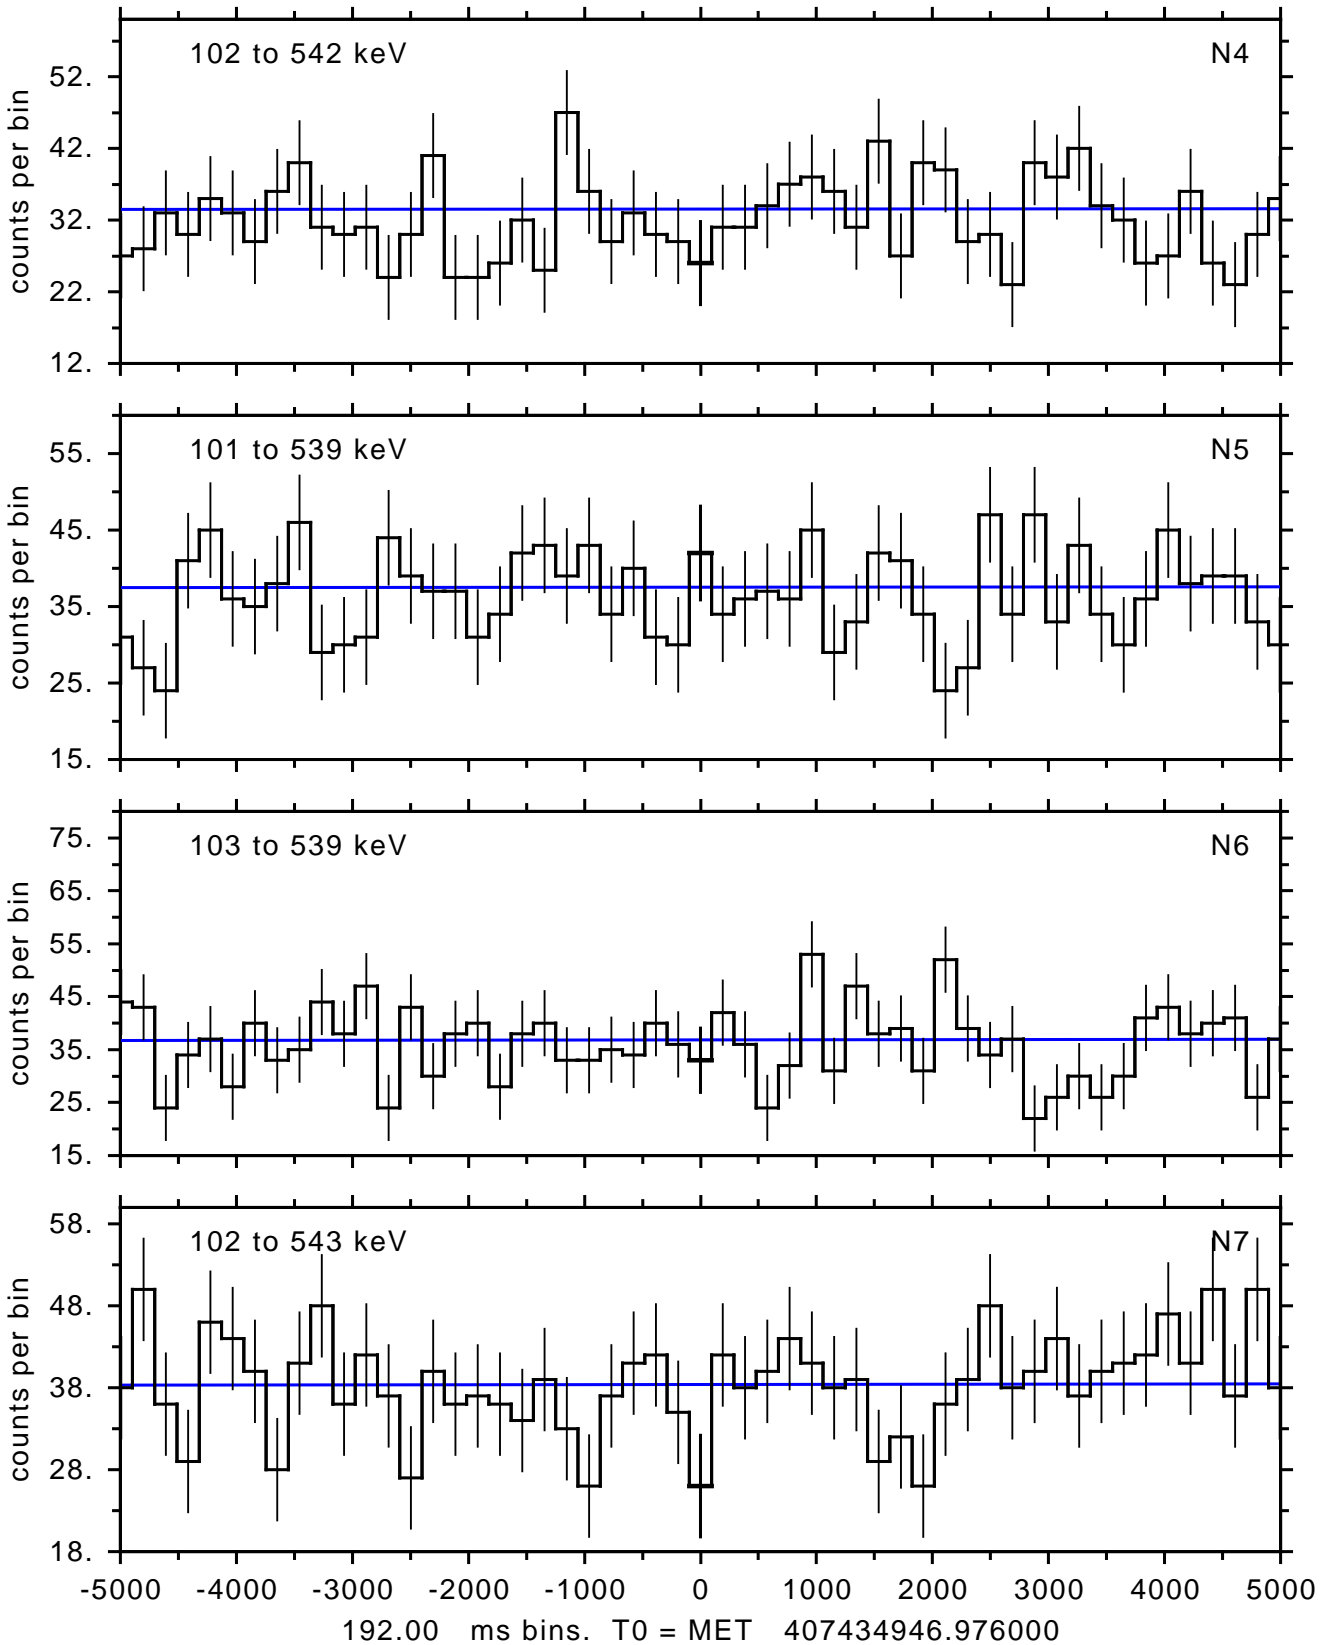 102 to 542 keV N4
52.
42.
32.
22.
12.
counts per bin
101 to 539 keV N5
55.
45.
35.
25.
15.
counts per bin
103 to 539 keV N6
75.
65.
55.
45.
35.
25.
15.
counts per bin
102 to 543 keV N7
58.
48.
38.
28.
18.
counts per bin
-5000 -4000 -3000 -2000 -1000 0 1000 2000 3000 4000 5000
192.00 ms bins. T0 = MET 407434946.976000